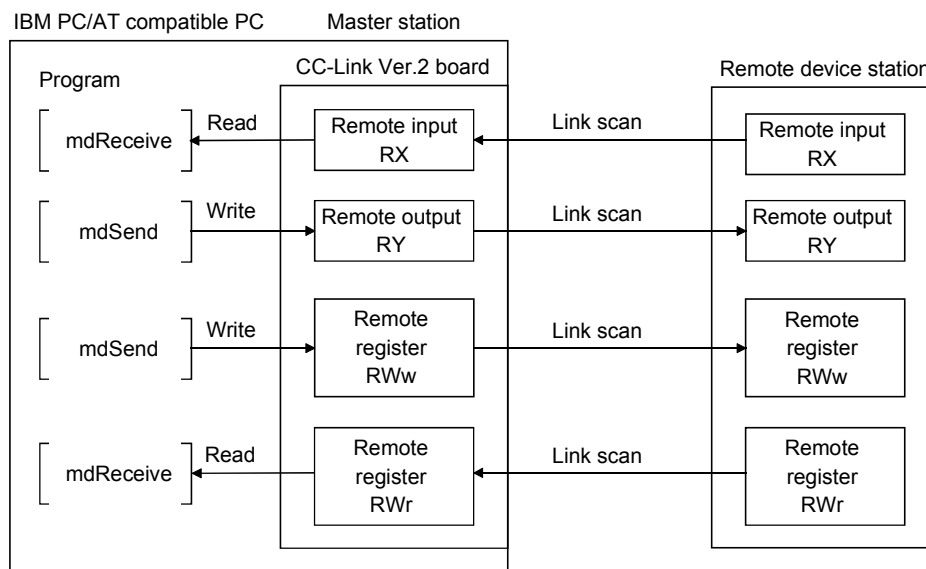 IBM PC/AT compatible PC
Master station
CC-Link Ver.2 board
Remote device station
Program
mdReceive
Read
Remote input
RX
Link scan
Remote input
RX
mdSend
Write
Remote output
RY
Link scan
Remote output
RY
mdSend
Write
Remote
register
RWw
Link scan
Remote
register
RWw
mdReceive
Read
Remote
register
RWr
Link scan
Remote
register
RWr